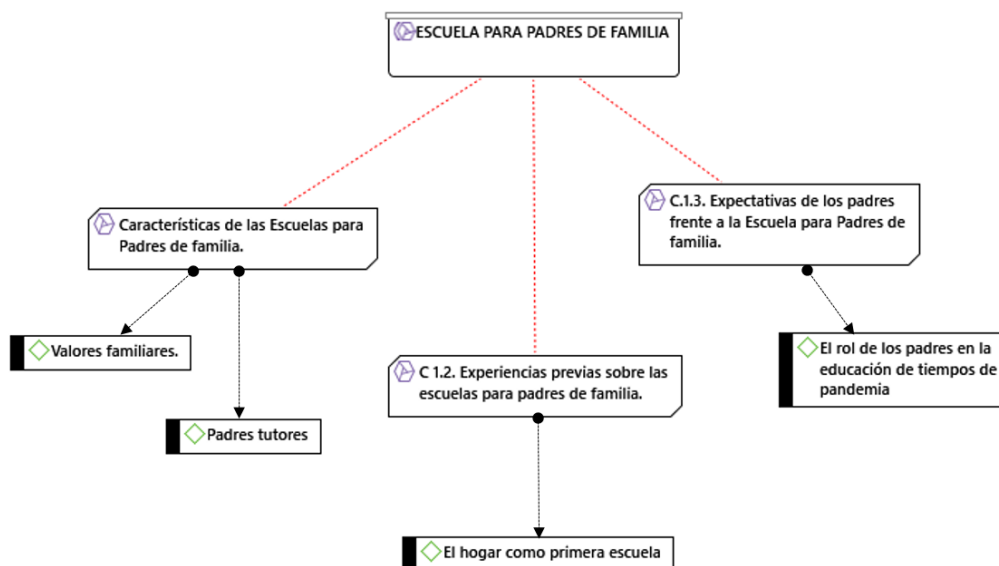 ESCUELA PARA PADRES DE FAMILIA
Características de las Escuelas para
Padres de familia.
C.1.3. Expectativas de los padres
frente a la Escuela para Padres de
familia.
Valores familiares.
Padres tutores
C 1.2. Experiencias previas sobre las
escuelas para padres de familia.
El rol de los padres en la
educación de tiempos de
pandemia
El hogar como primera escuela